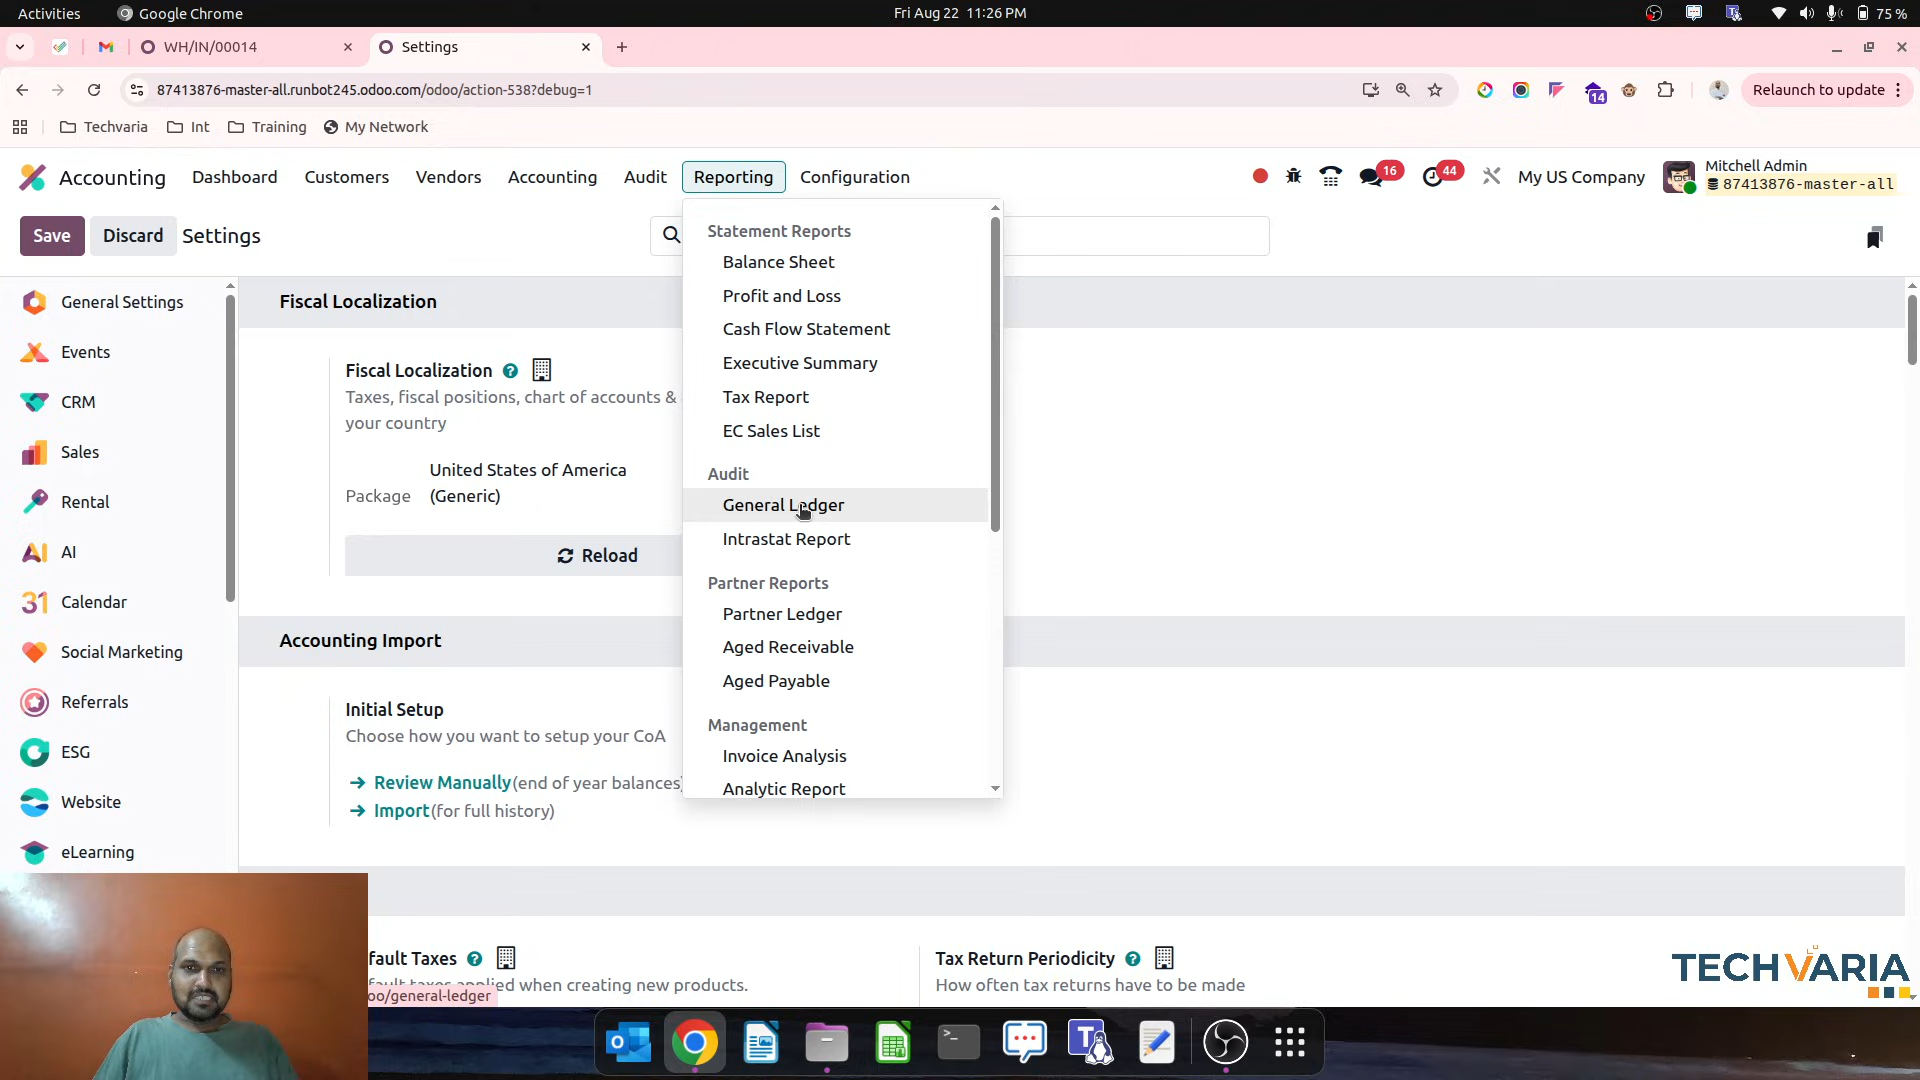 Activities
Google Chrome
Fri Aug 22 11:26 PM
75 %
WH/IN/00014
Settings
87413876-master-all.runbot245.odoo.com/odoo/action-538?debug=1
14
Relaunch to update
Techvaria
Int
Training
My Network
Accounting
Dashboard
Customers
Vendors
Accounting
Audit
Reporting
Configuration
16
44
My US Company
Mitchell Admin
87413876-master-all
Save
Discard
Settings
General Settings
Events
CRM
Sales
Rental
AI
31
Calendar
Social Marketing
Referrals
ESG
Website
eLearning
Fiscal Localization
Fiscal Localization
Taxes, fiscal positions, chart of accounts &
your country
Package
United States of America
(Generic)
Reload
Accounting Import
Initial Setup
Choose how you want to setup your CoA
Review Manually (end of year balances)
Import (for full history)
Statement Reports
Balance Sheet
Profit and Loss
Cash Flow Statement
Executive Summary
Tax Report
EC Sales List
Audit
General Ledger
Intrastat Report
Partner Reports
Partner Ledger
Aged Receivable
Aged Payable
Management
Invoice Analysis
Analytic Report
fault Taxes
fault taxes applied when creating new products.
oo/general-ledger
Tax Return Periodicity
How often tax returns have to be made
TECHVARIA